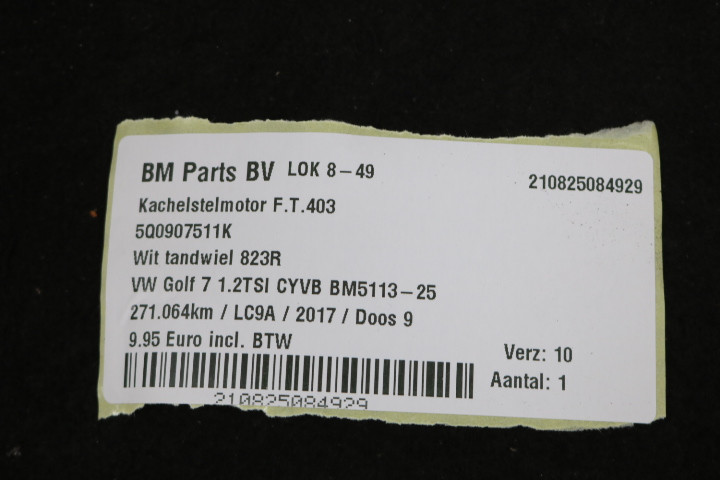 BM Parts BV LOK 8-49
210825084929
Kachelstelmotor F.T.403
5Q0907511K
Wit tandwiel 823R
VW Golf 7 1.2TSI CYVB BM5113-25
271.064km / LC9A / 2017 / Doos 9
9.95 Euro incl. BTW
Verz: 10
Aantal: 1
210825084929